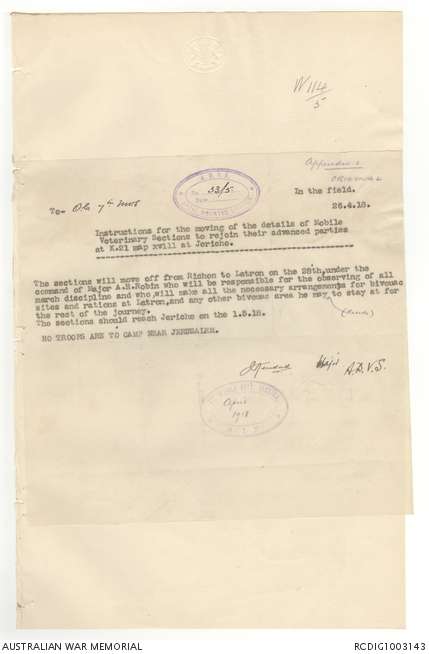 W 114/5
Appendix
ORIGINAL
A.D.V.S.
No. 33/5
Date
In the field.
26.4.18.
To O.C. 7th
Instructions for the moving of the details of Mobile
Veterinary Sections to rejoin their advanced parties
at K.21 map XVIII at Jericho.
The sections will move off from Richon to Latron on the 28th, under the
command of Major A.H.Robin who will be responsible for the observing of all
march discipline and who, will make all the necessary arrangements for bivouac
sites and rations at Latron, and any other bivouac area he may to stay at for
the rest of the journey.
The sections should reach Jericho on the 1.5.18.
NO TROOPS ARE TO CAMP NEAR JERUSALEM.
Major A.D.V.S.
April
1918
A.I.F.
AUSTRALIAN WAR MEMORIAL
RCDIG1003143